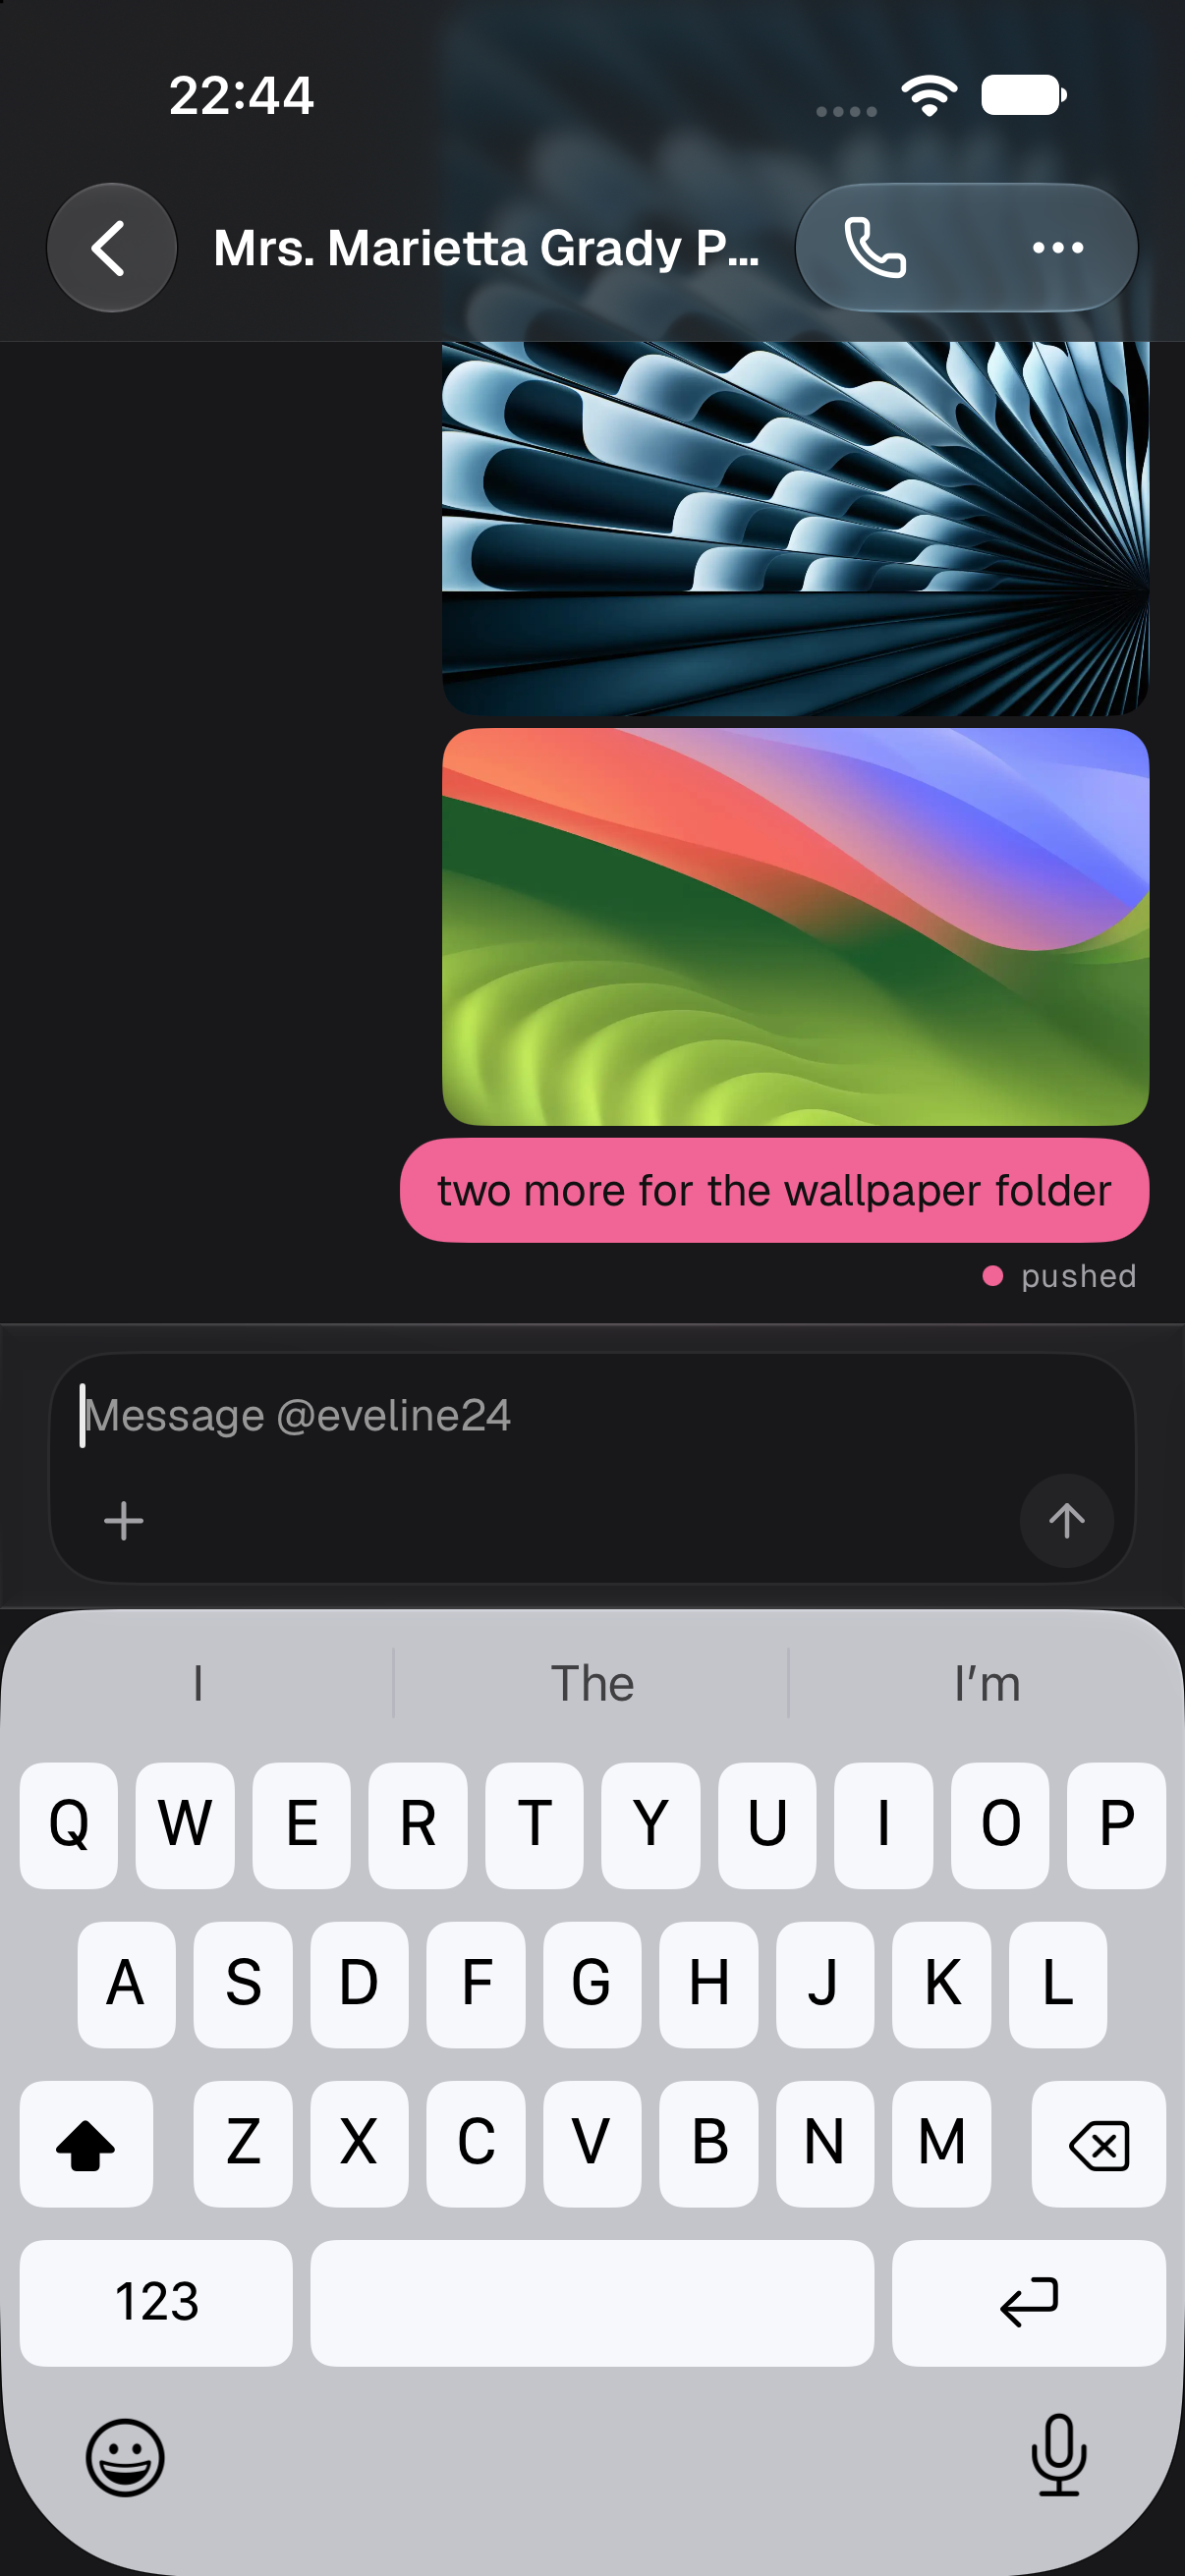 22:44
Mrs. Marietta Grady P...
two more for the wallpaper folder
pushed
Message @eveline24
I The I'm
Q W E R T Y U I O P
A S D F G H J K L
Z X C V B N M
123